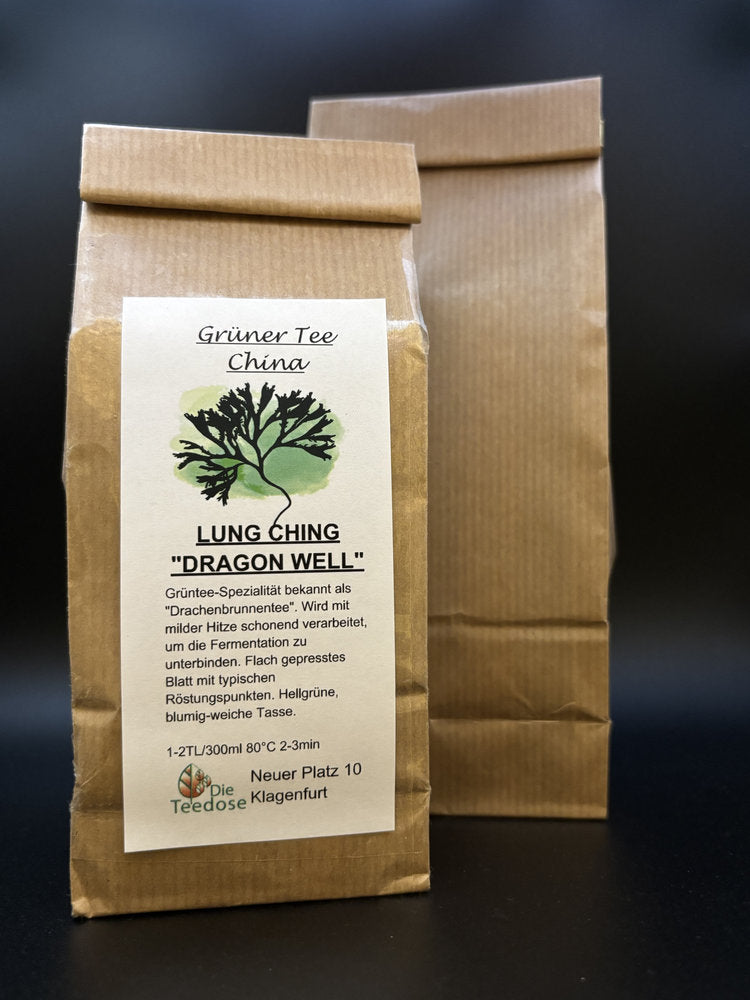 Grüner Tee
China
LUNG CHING
"DRAGON WELL"
Grüntee-Spezialität bekannt als
"Drachenbrunnentee". Wird mit
milder Hitze schonend verarbeitet,
um die Fermentation zu
unterbinden. Flach gepresstes
Blatt mit typischen
Röstungspunkten. Hellgrüne,
blumig-weiche Tasse.
1-2TL/300ml 80°C 2-3min
Die
Teedose
Neuer Platz 10
Klagenfurt